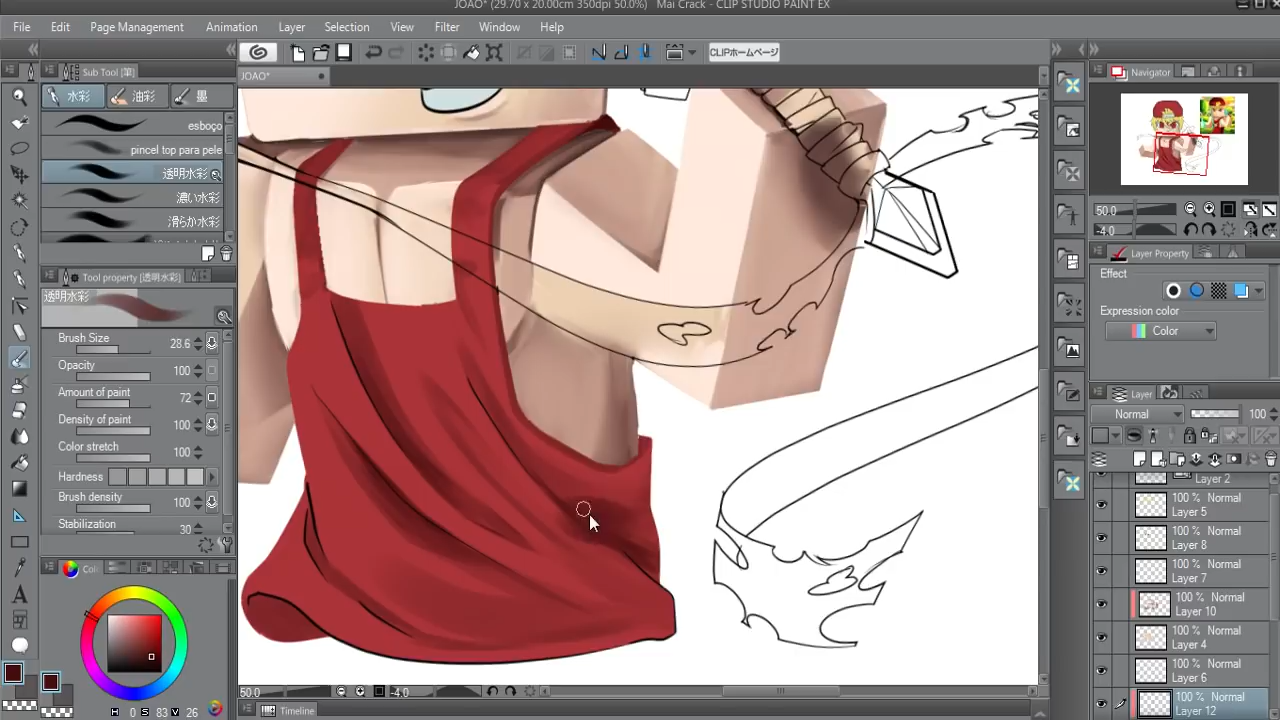 JOAO* (29.70 x 20.00cm 350dpi 50.0%)  Mai Crack - CLIP STUDIO PAINT EX
File Edit Page Management Animation Layer Selection View Filter Window Help
CLIPホームページ
Sub Tool [筆]
JOAO*
Navigator
水彩 油彩 墨
esboço
pincel top para pele
透明水彩
濃い水彩
滑らか水彩
50.0
-4.0
Tool property [透明水彩]
Layer Property
透明水彩
Effect
Brush Size 28.6
Expression color
Color
Opacity 100
Amount of paint 72
Layer
Density of paint 100
Normal 100
Color stretch
Hardness
Brush density 100
Stabilization 30
Layer 2
100 % Normal
Layer 5
100 % Normal
Layer 8
100 % Normal
Layer 7
100 % Normal
Layer 10
100 % Normal
Layer 4
100 % Normal
Layer 6
100 % Normal
Layer 12
50.0 -4.0
H 0 S 83 V 26
Timeline